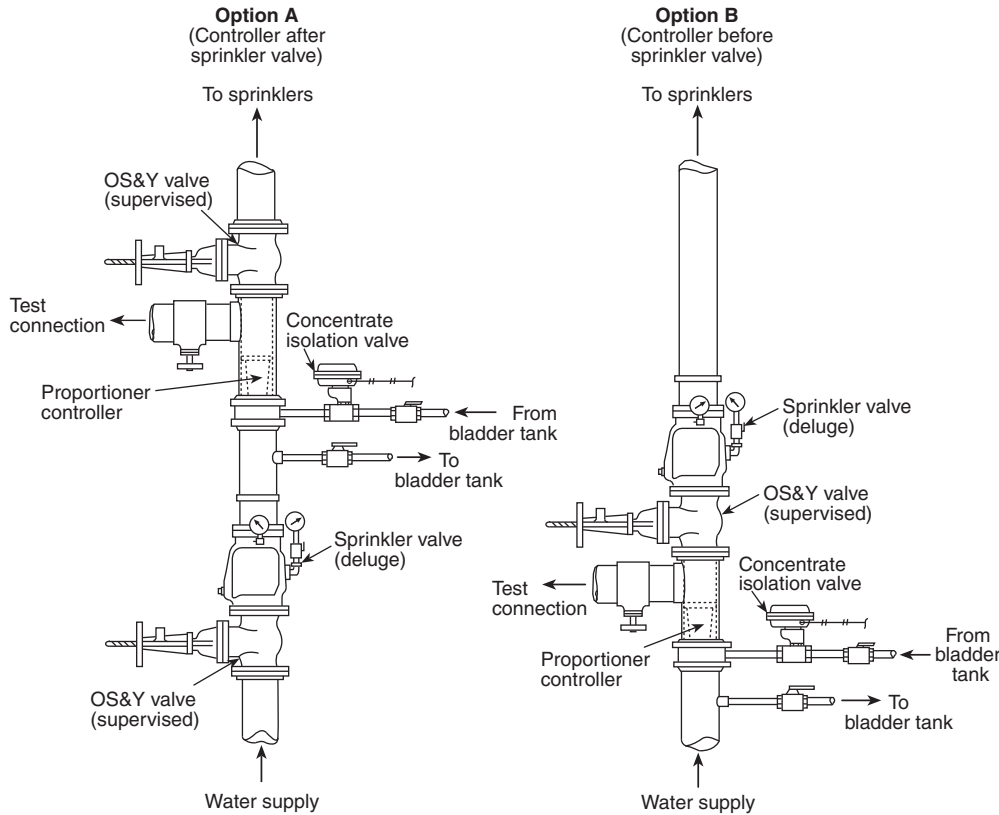 Option A
(Controller after
sprinkler valve)
To sprinklers
OS&Y valve
(supervised)
Test
connection
Concentrate
isolation valve
Proportioner
controller
From
bladder tank
To
bladder tank
Sprinkler valve
(deluge)
OS&Y valve
(supervised)
Water supply
Option B
(Controller before
sprinkler valve)
To sprinklers
Sprinkler valve
(deluge)
OS&Y valve
(supervised)
Concentrate
isolation valve
Test
connection
Proportioner
controller
From
bladder
tank
To
bladder tank
Water supply